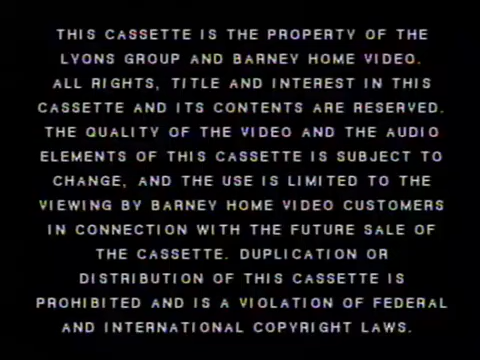 THIS CASSETTE IS THE PROPERTY OF THE
LYONS GROUP AND BARNEY HOME VIDEO.
ALL RIGHTS, TITLE AND INTEREST IN THIS
CASSETTE AND ITS CONTENTS ARE RESERVED.
THE QUALITY OF THE VIDEO AND THE AUDIO
ELEMENTS OF THIS CASSETTE IS SUBJECT TO
CHANGE, AND THE USE IS LIMITED TO THE
VIEWING BY BARNEY HOME VIDEO CUSTOMERS
IN CONNECTION WITH THE FUTURE SALE OF
THE CASSETTE. DUPLICATION OR
DISTRIBUTION OF THIS CASSETTE IS
PROHIBITED AND IS A VIOLATION OF FEDERAL
AND INTERNATIONAL COPYRIGHT LAWS.